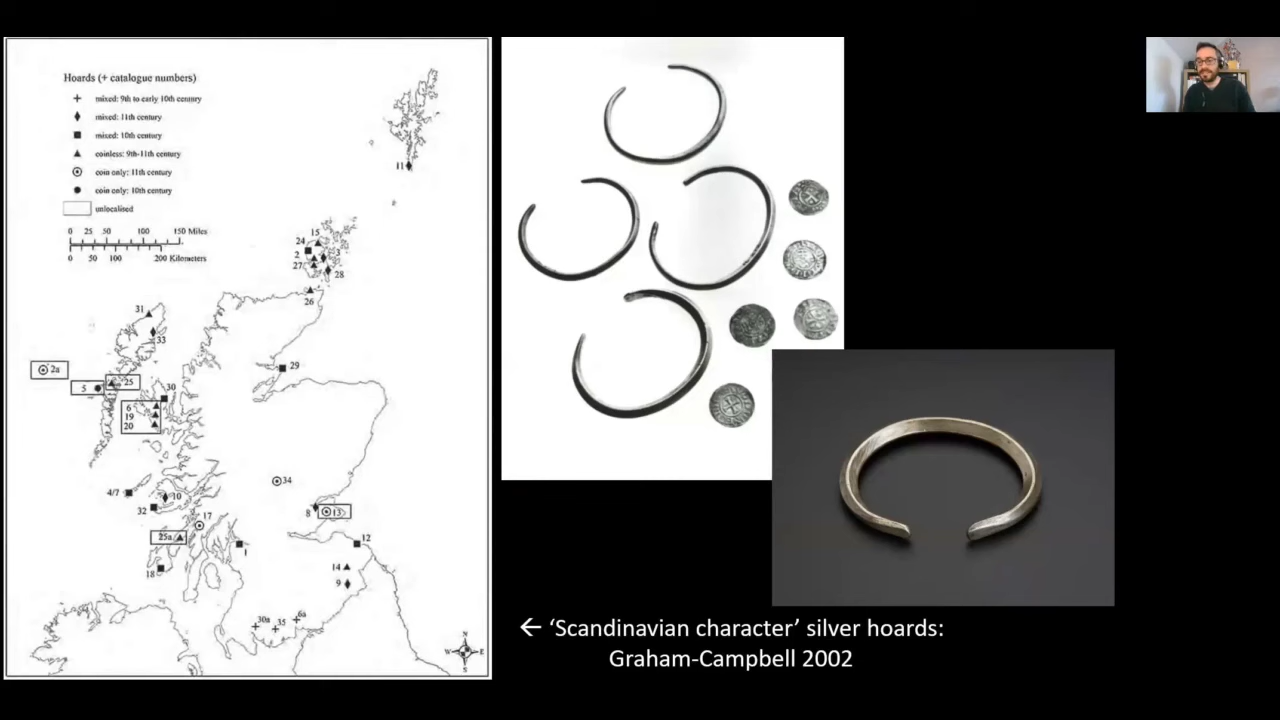 Hoards (+ catalogue numbers)
mixed: 9th to early 10th century
mixed: 11th century
mixed: 10th century
coinless: 9th-11th century
coin only: 11th century
coin only: 10th century
unlocalised
0 25 50 100 150 Miles
0 50 100 200 Kilometers
11
15
24
2
3
27
28
26
31
33
29
2a
5
25
30
6
19
20
34
4/7
10
32
17
8
13
25a
1
12
18
14
9
30a
35
6a
N
W
E
S
← ‘Scandinavian character’ silver hoards:
Graham-Campbell 2002